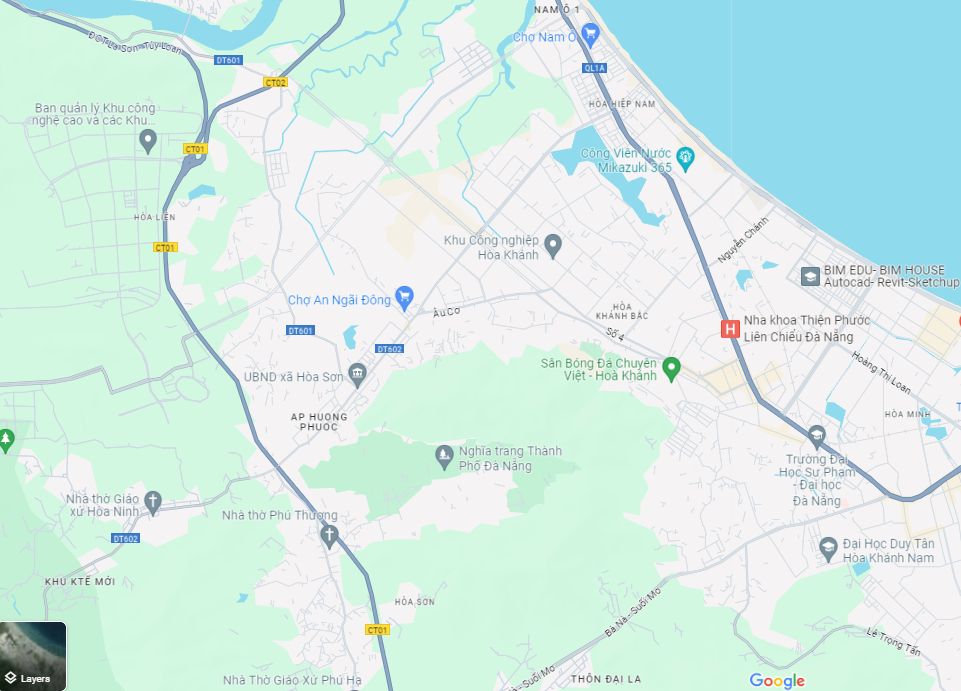 NAM Ô 1
Chợ Nam Ô
ĐCT La Sơn- Túy Loan
DT601
QL1A
CT02
HÒA HIỆP NAM
Ban quản lý Khu công
nghệ cao và các Khu...
CT01
Công Viên Nước
Mikazuki 365
HÒA LIÊN
Nguyễn Chánh
Khu Công nghiệp
Hòa Khánh
CT01
BIM EDU- BIM HOUSE
Autocad- Revit-Sketchup
Chợ An Ngãi Đông
Âu Cơ
HÒA
KHÁNH BẮC
Nha khoa Thiện Phước
Liên Chiểu Đà Nẵng
H
DT601
Số 4
DT602
Hoàng Thị Loan
Sân Bóng Đá Chuyên
Việt - Hoà Khánh
UBND xã Hòa Sơn
AP HUONG
PHUOC
HÒA MINH
Nghĩa trang Thành
Phố Đà Nẵng
Trường Đại
Học Sư Phạm
- Đại học
Đà Nẵng
Nhà thờ Giáo
xứ Hòa Ninh
Nhà thờ Phú Thượng
DT602
Đại Học Duy Tân
Hòa Khánh Nam
KHU KTẾ MỚI
HÒA SƠN
Bà Nà - Suối Mơ
CT01
Lê Trọng Tấn
Layers
Nhà Thờ Giáo Xứ Phú Hạ
Bà Nà - Suối Mơ
THÔN ĐẠI LA
Google